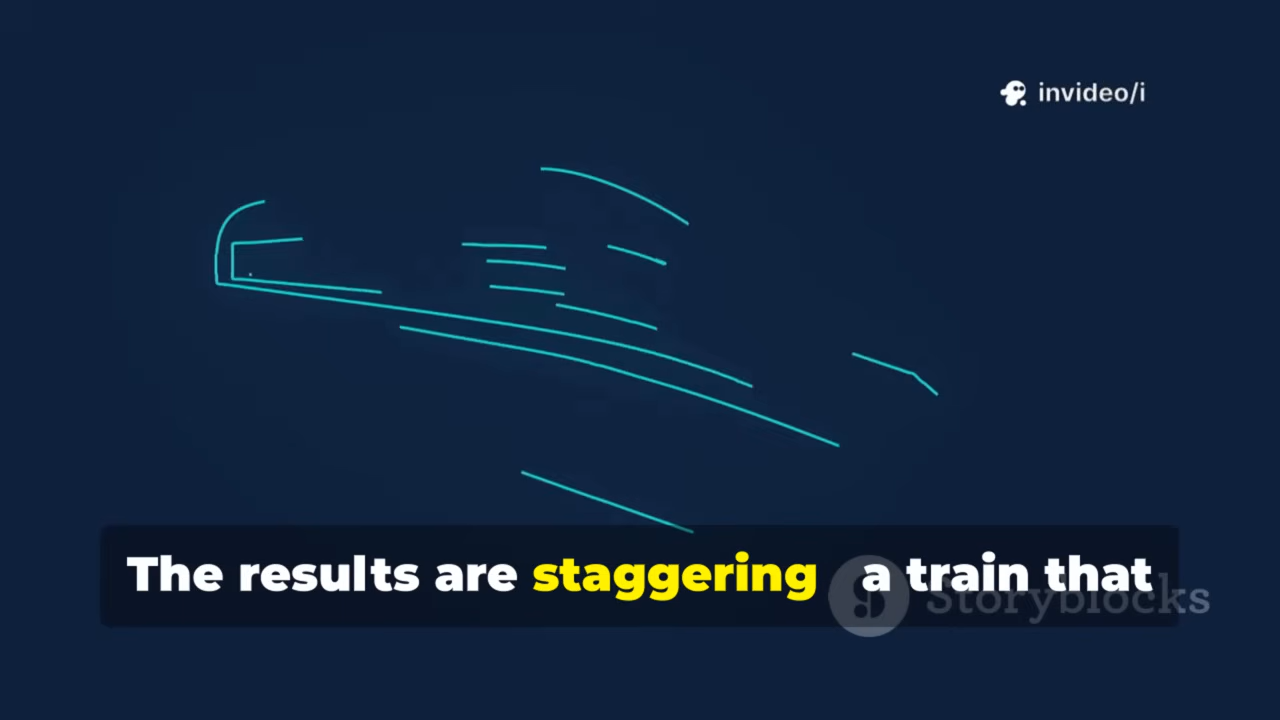 invideo/i
The results are staggering a train that
Storyblocks